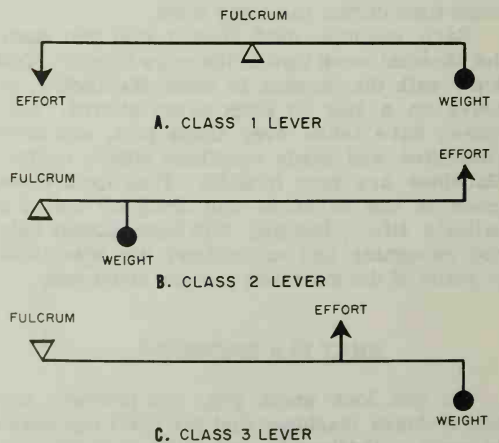 FULCRUM
EFFORT
WEIGHT
A. CLASS 1 LEVER
EFFORT
FULCRUM
WEIGHT
B. CLASS 2 LEVER
EFFORT
FULCRUM
WEIGHT
C. CLASS 3 LEVER